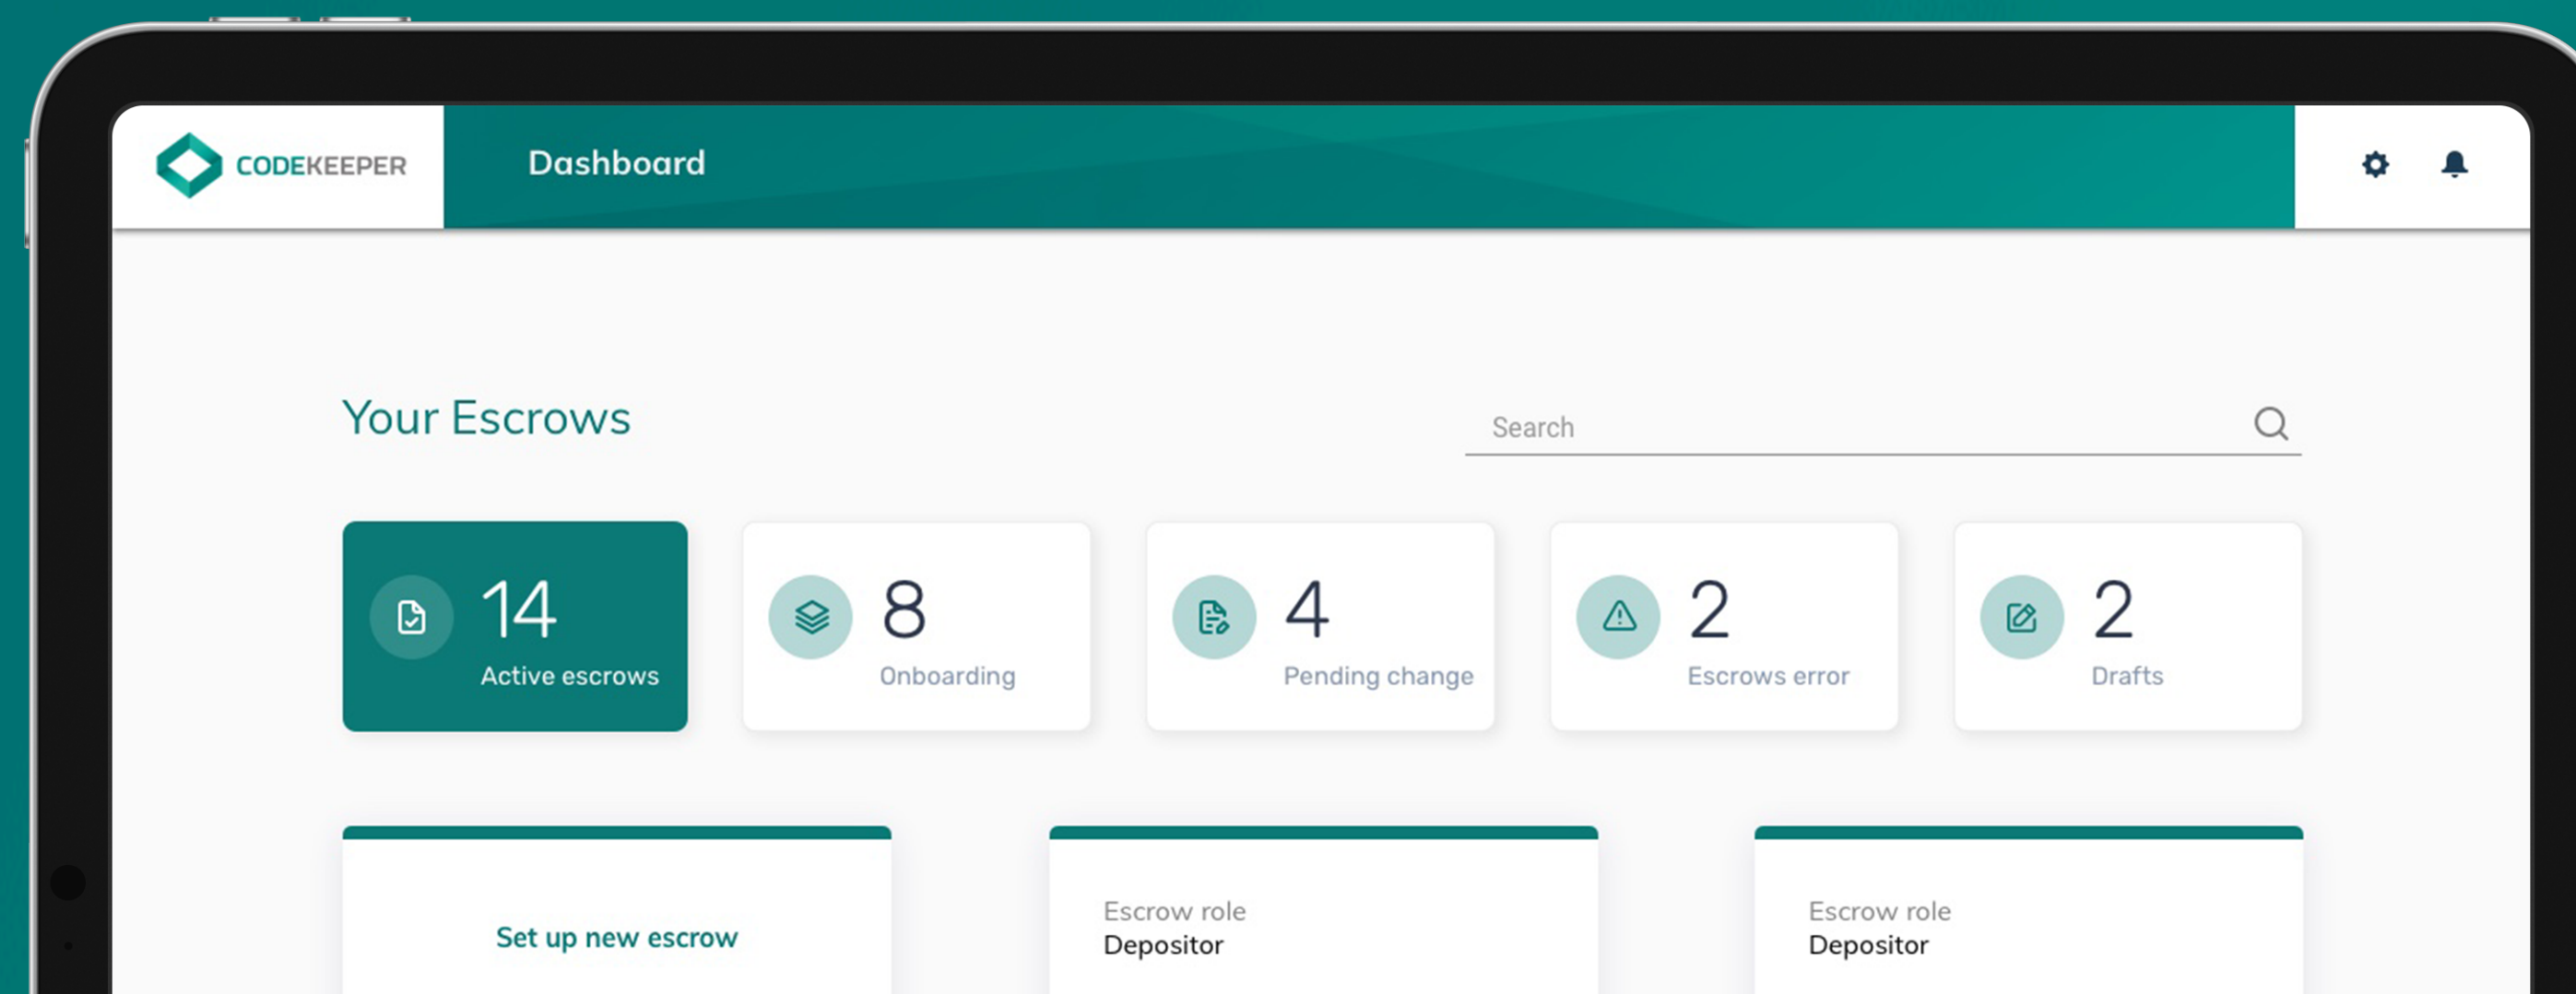 CODEKEEPER
Dashboard
Your Escrows
Search
14
Active escrows
8
Onboarding
4
Pending change
2
Escrows error
2
Drafts
Set up new escrow
Escrow role
Depositor
Escrow role
Depositor